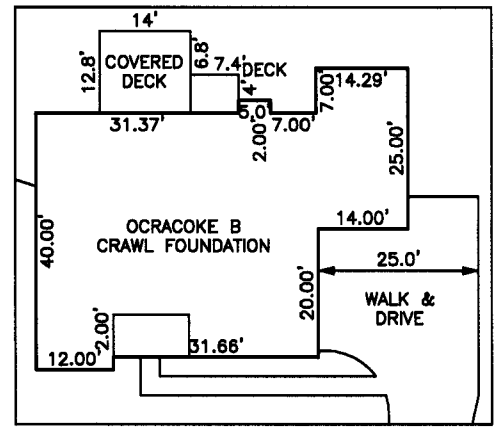 14'
COVERED
DECK
12.8'
6.8'
7.4'
DECK
4'
5.0'
2.00'
7.00'
7.00'
14.29'
31.37'
25.00'
40.00'
OCRACOKE B
CRAWL FOUNDATION
14.00'
25.0'
20.00'
WALK &
DRIVE
2.00'
31.66'
12.00'